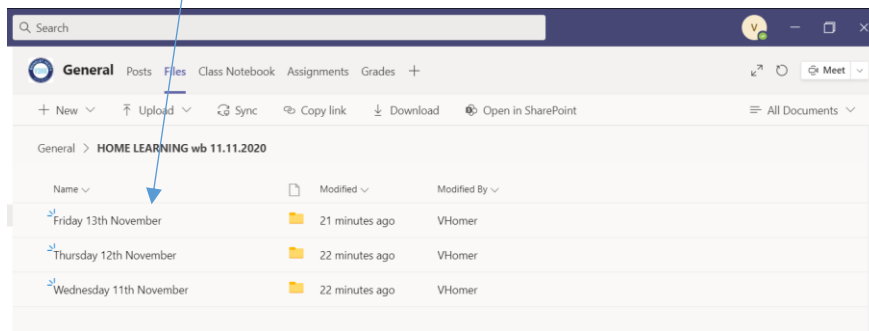 Search
V
General Posts Files Class Notebook Assignments Grades
Meet
New Upload Sync Copy link Download Open in SharePoint All Documents
General > HOME LEARNING wb 11.11.2020
Name Modified Modified By
Friday 13th November 21 minutes ago VHomer
Thursday 12th November 22 minutes ago VHomer
Wednesday 11th November 22 minutes ago VHomer